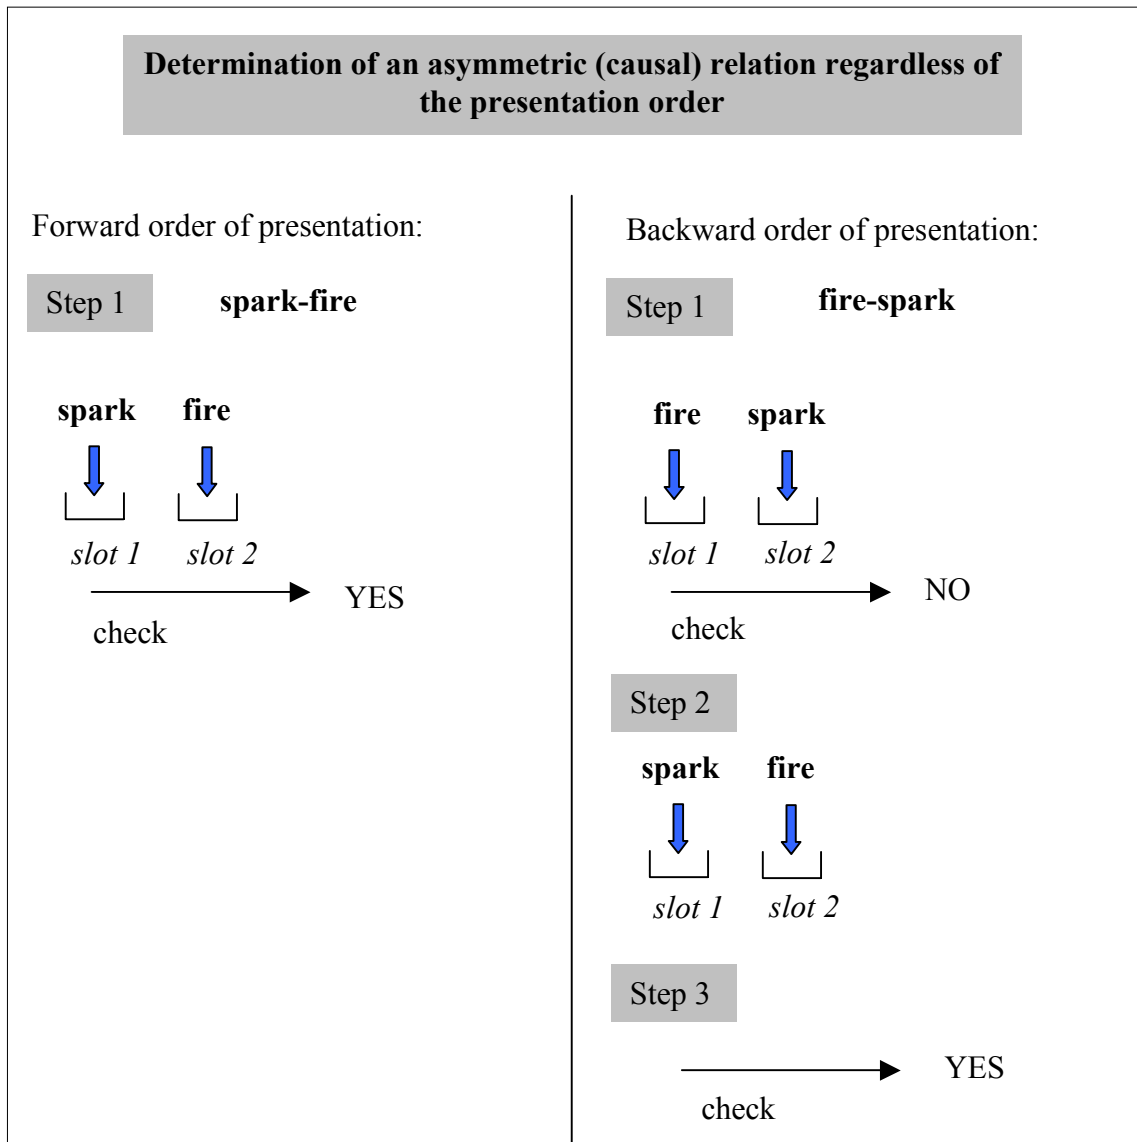 Determination of an asymmetric (causal) relation regardless of
the presentation order
Forward order of presentation:
Step 1 spark-fire
spark fire
slot 1 slot 2
YES
check
Backward order of presentation:
Step 1 fire-spark
fire spark
slot 1 slot 2
NO
check
Step 2
spark fire
slot 1 slot 2
Step 3
YES
check